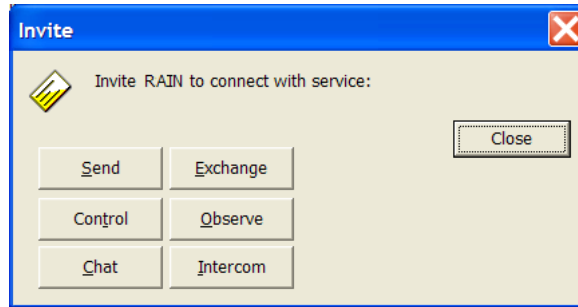 Invite
Invite RAIN to connect with service:
Close
Send Exchange
Control Observe
Chat Intercom